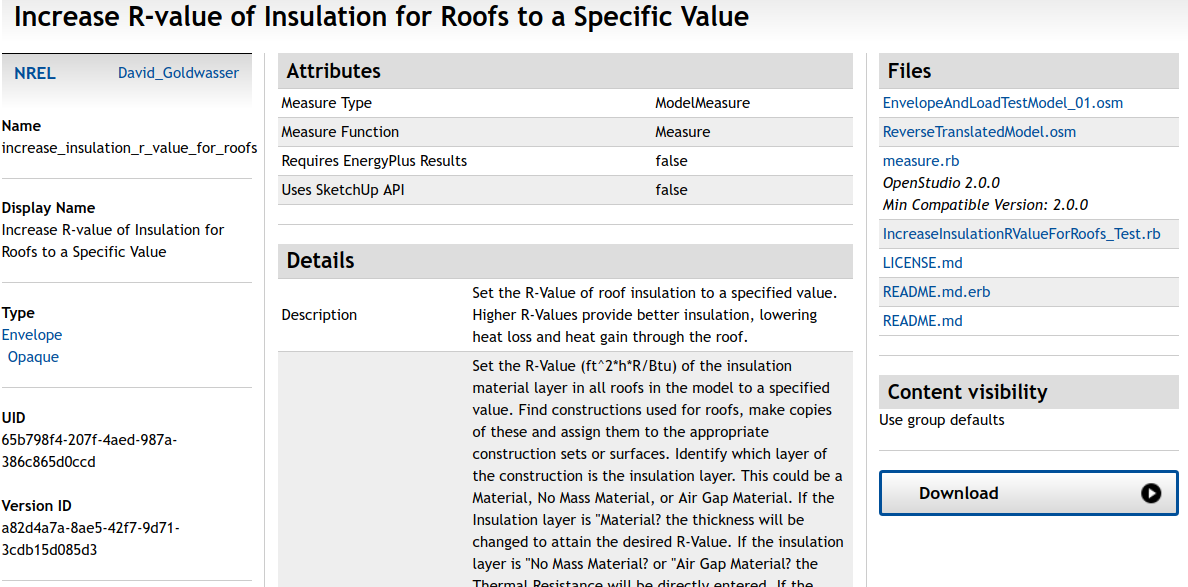 Increase R-value of Insulation for Roofs to a Specific Value
NREL David_Goldwasser
Name
increase_insulation_r_value_for_roofs
Display Name
Increase R-value of Insulation for
Roofs to a Specific Value
Type
Envelope
Opaque
UID
65b798f4-207f-4aed-987a-
386c865d0ccd
Version ID
a82d4a7a-8ae5-42f7-9d71-
3cdb15d085d3
Attributes
Measure Type ModelMeasure
Measure Function Measure
Requires EnergyPlus Results false
Uses SketchUp API false
Details
Description
Set the R-Value of roof insulation to a specified value.
Higher R-Values provide better insulation, lowering
heat loss and heat gain through the roof.
Set the R-Value (ft^2*h*R/Btu) of the insulation
material layer in all roofs in the model to a specified
value. Find constructions used for roofs, make copies
of these and assign them to the appropriate
construction sets or surfaces. Identify which layer of
the construction is the insulation layer. This could be a
Material, No Mass Material, or Air Gap Material. If the
Insulation layer is "Material? the thickness will be
changed to attain the desired R-Value. If the insulation
layer is "No Mass Material? or "Air Gap Material? the
Thermal Resistance will be directly entered. If the
Files
EnvelopeAndLoadTestModel_01.osm
ReverseTranslatedModel.osm
measure.rb
OpenStudio 2.0.0
Min Compatible Version: 2.0.0
IncreaseInsulationRValueForRoofs_Test.rb
LICENSE.md
README.md.erb
README.md
Content visibility
Use group defaults
Download